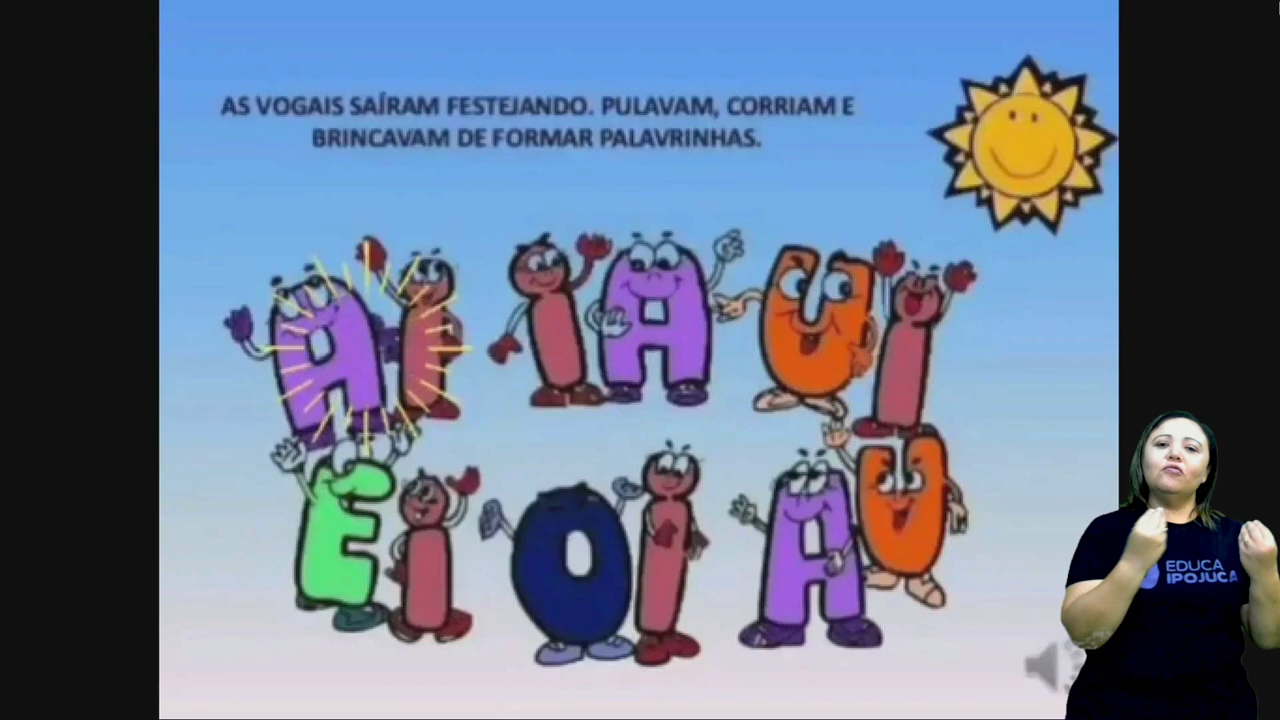 AS VOGAIS SAÍRAM FESTEJANDO. PULAVAM, CORRIAM E
BRINCAVAM DE FORMAR PALAVRINHAS.
AI IA UI
EI OI AU
EDUCA
IPOJUCA